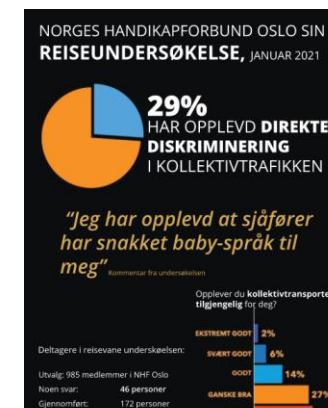 NORGES HANDIKAPFORBUND OSLO SIN
REISEUNDERSØKELSE, JANUAR 2021
29%
HAR OPPLEVD DIREKTE
DISKRIMINERING
I KOLLEKTIVTRAFIKKEN
"Jeg har opplevd at sjåfører
har snakket baby-språk til
meg" Kommentar fra undersøkelsen
Opplever du kollektivtransporte
tilgjengelig for deg?
EKSTREMT GODT 2%
SVÆRT GODT 6%
GODT 14%
GANSKE BRA 27%
Deltagere i reisevane underskøelsen:
Utvalg: 985 medlemmer i NHF Oslo
Noen svar: 46 personer
Gjennomført: 172 personer